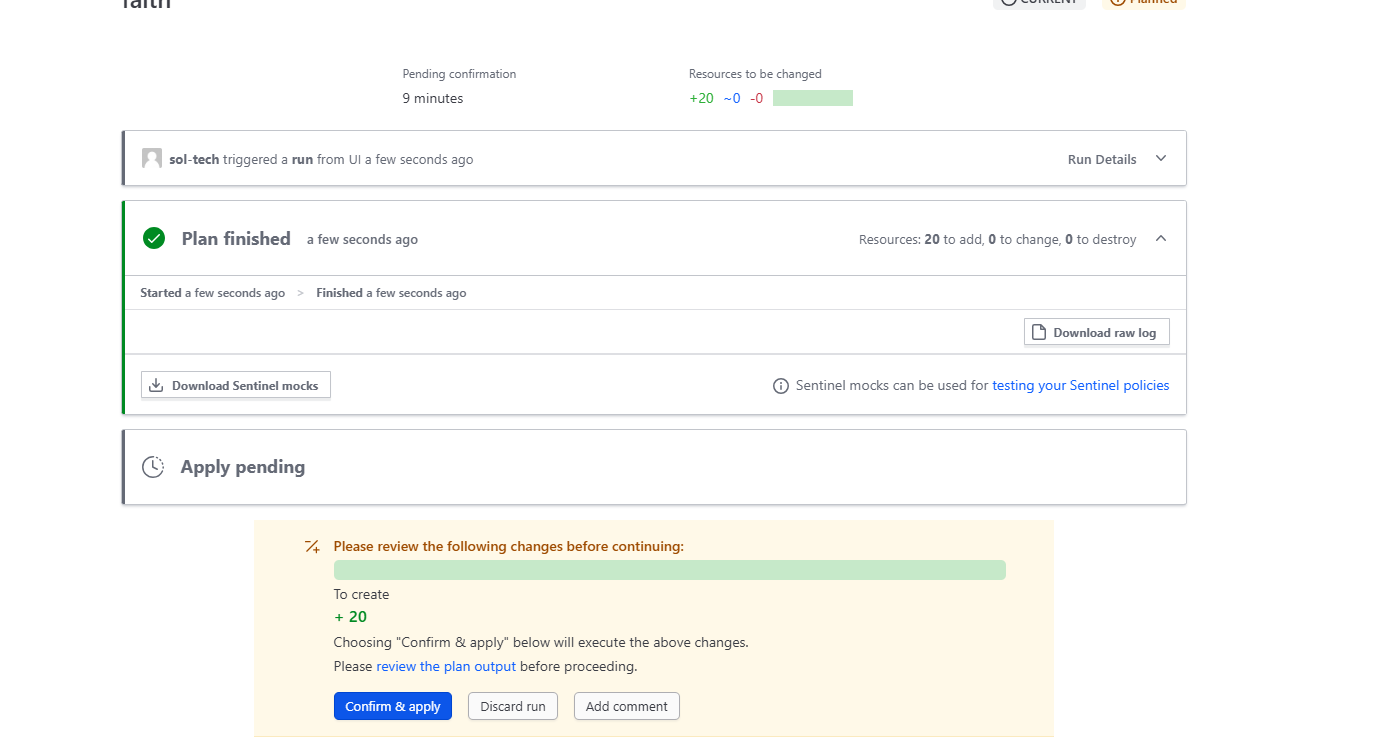 faith
CURRENT Planned
Pending confirmation Resources to be changed
9 minutes +20 ~0 -0
sol-tech triggered a run from UI a few seconds ago Run Details
Plan finished a few seconds ago Resources: 20 to add, 0 to change, 0 to destroy
Started a few seconds ago > Finished a few seconds ago
Download raw log
Download Sentinel mocks Sentinel mocks can be used for testing your Sentinel policies
Apply pending
Please review the following changes before continuing:
To create
+ 20
Choosing "Confirm & apply" below will execute the above changes.
Please review the plan output before proceeding.
Confirm & apply Discard run Add comment